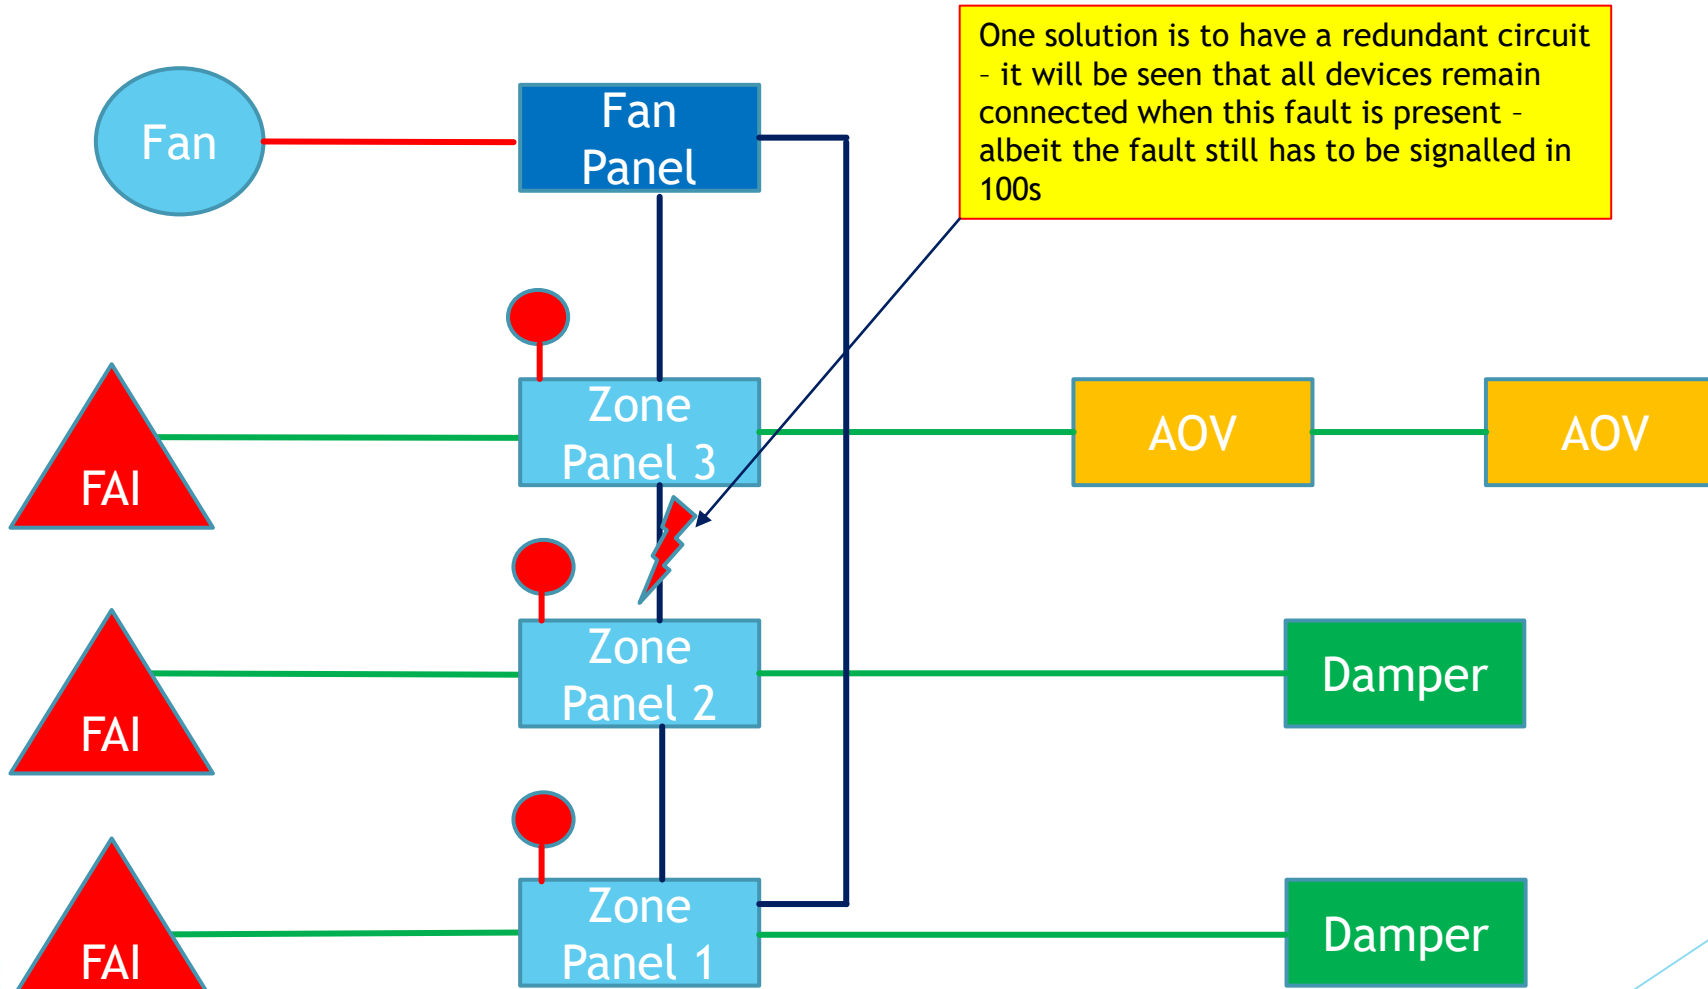 One solution is to have a redundant circuit
– it will be seen that all devices remain
connected when this fault is present –
albeit the fault still has to be signalled in
100s
Fan
Fan
Panel
FAI
Zone
Panel 3
AOV
AOV
FAI
Zone
Panel 2
Damper
FAI
Zone
Panel 1
Damper